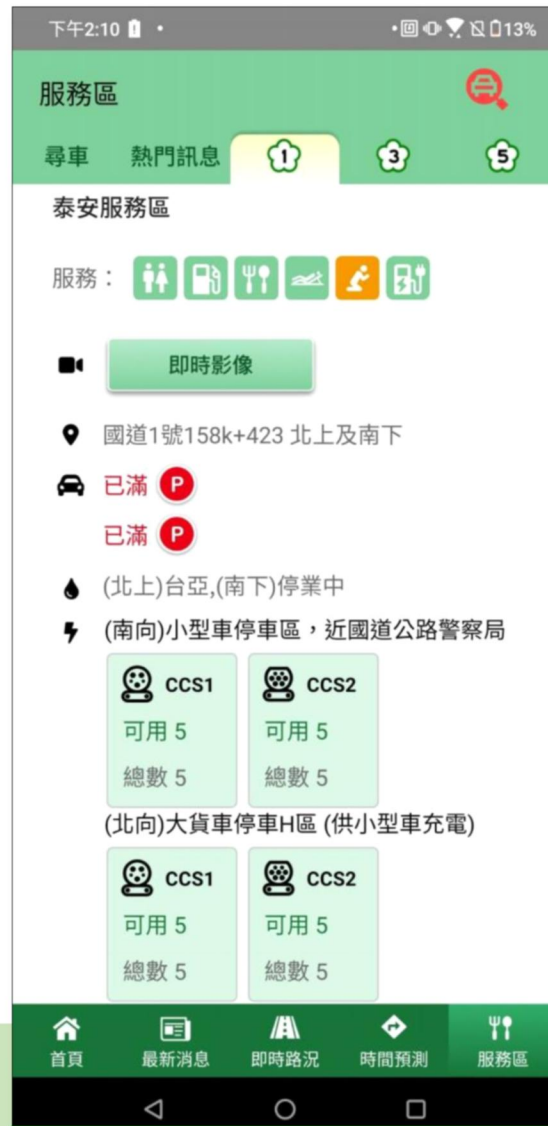 下午2:10
13%
服務區
尋車 熱門訊息 1 3 5
泰安服務區
服務：
即時影像
國道1號158k+423 北上及南下
已滿 P
已滿 P
(北上)台亞,(南下)停業中
(南向)小型車停車區，近國道公路警察局
CCS1 CCS2
可用 5 可用 5
總數 5 總數 5
(北向)大貨車停車H區 (供小型車充電)
CCS1 CCS2
可用 5 可用 5
總數 5 總數 5
首頁 最新消息 即時路況 時間預測 服務區